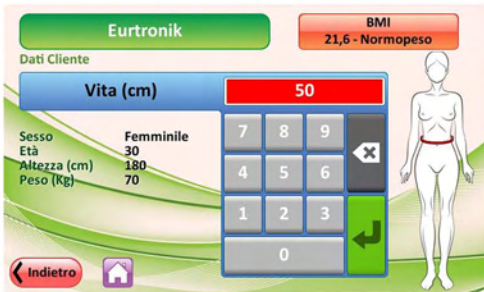 Eurtronik
BMI
21,6 - Normopeso
Dati Cliente
Vita (cm)
50
Sesso Femminile
Età 30
Altezza (cm) 180
Peso (Kg) 70
7 8 9
4 5 6
1 2 3
0
Indietro